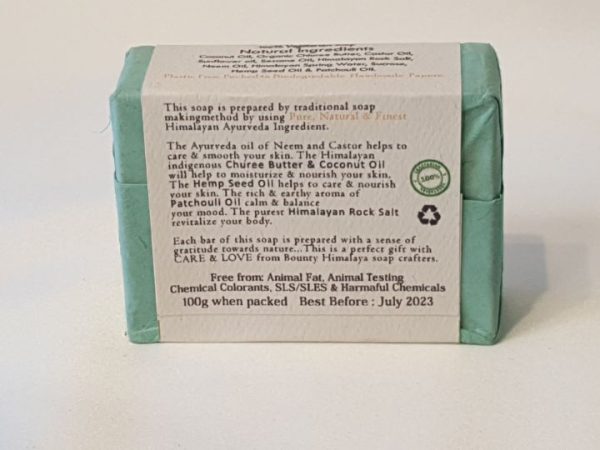 100% Vegetarian
Natural Ingredients
Coconut Oil, Organic Chiuree Butter, Castor Oil,
Sunflower oil, Sesame Oil, Himalayan Rock Salt,
Neem Oil, Himalayan Spring Water, Sucrose,
Hemp Seed Oil & Patchouli Oil.
Plastic Free Packed in Biodegradable Handmade Papers
This soap is prepared by traditional soap
makingmethod by using Pure, Natural & Finest
Himalayan Ayurveda Ingredient.
The Ayurveda oil of Neem and Castor helps to
care & smooth your skin. The Himalayan
indigenous Churee Butter & Coconut Oil
will help to moisturize & nourish your skin.
The Hemp Seed Oil helps to care & nourish
your skin. The rich & earthy aroma of
Patchouli Oil calm & balance
your mood. The purest Himalayan Rock Salt
revitalize your body.
100%
Each bar of this soap is prepared with a sense of
gratitude towards nature...This is a perfect gift with
CARE & LOVE from Bounty Himalaya soap crafters.
Free from: Animal Fat, Animal Testing
Chemical Colorants, SLS/SLES & Harmaful Chemicals
100g when packed Best Before : July 2023